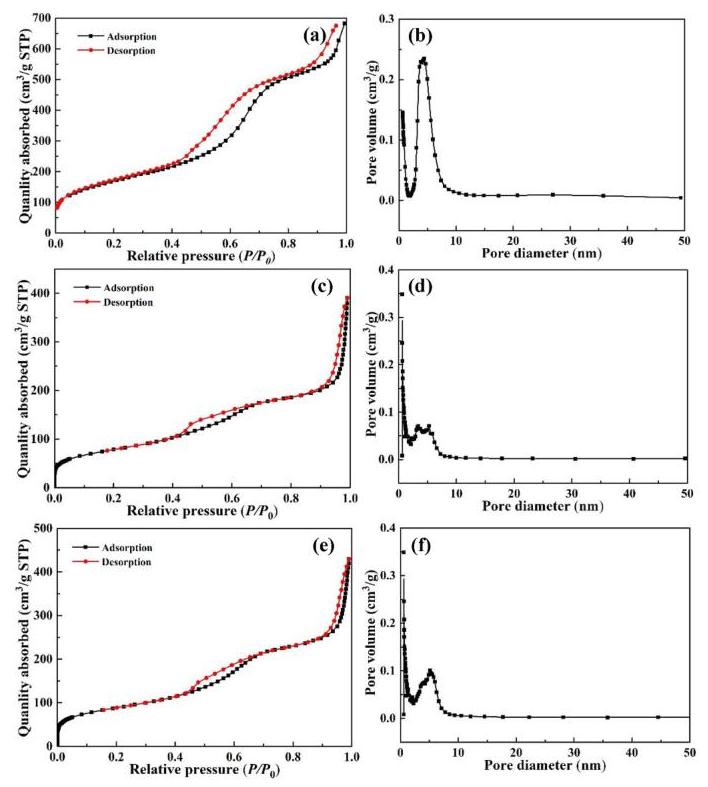 (a)
Adsorption
Desorption
Quanlity absorbed (cm³/g STP)
700
600
500
400
300
200
100
0
0.0 0.2 0.4 0.6 0.8 1.0
Relative pressure (P/P₀)
(b)
Pore volume (cm³/g)
0.3
0.2
0.1
0.0
0 10 20 30 40 50
Pore diameter (nm)
(c)
Adsorption
Desorption
Quanlity absorbed (cm³/g STP)
400
300
200
100
0
0.0 0.2 0.4 0.6 0.8 1.0
Relative pressure (P/P₀)
(d)
Pore volume (cm³/g)
0.4
0.3
0.2
0.1
0.0
0 10 20 30 40 50
Pore diameter (nm)
(e)
Adsorption
Desorption
Quanlity absorbed (cm³/g STP)
500
400
300
200
100
0
0.0 0.2 0.4 0.6 0.8 1.0
Relative pressure (P/P₀)
(f)
Pore volume (cm³/g)
0.4
0.3
0.2
0.1
0.0
0 10 20 30 40 50
Pore diameter (nm)